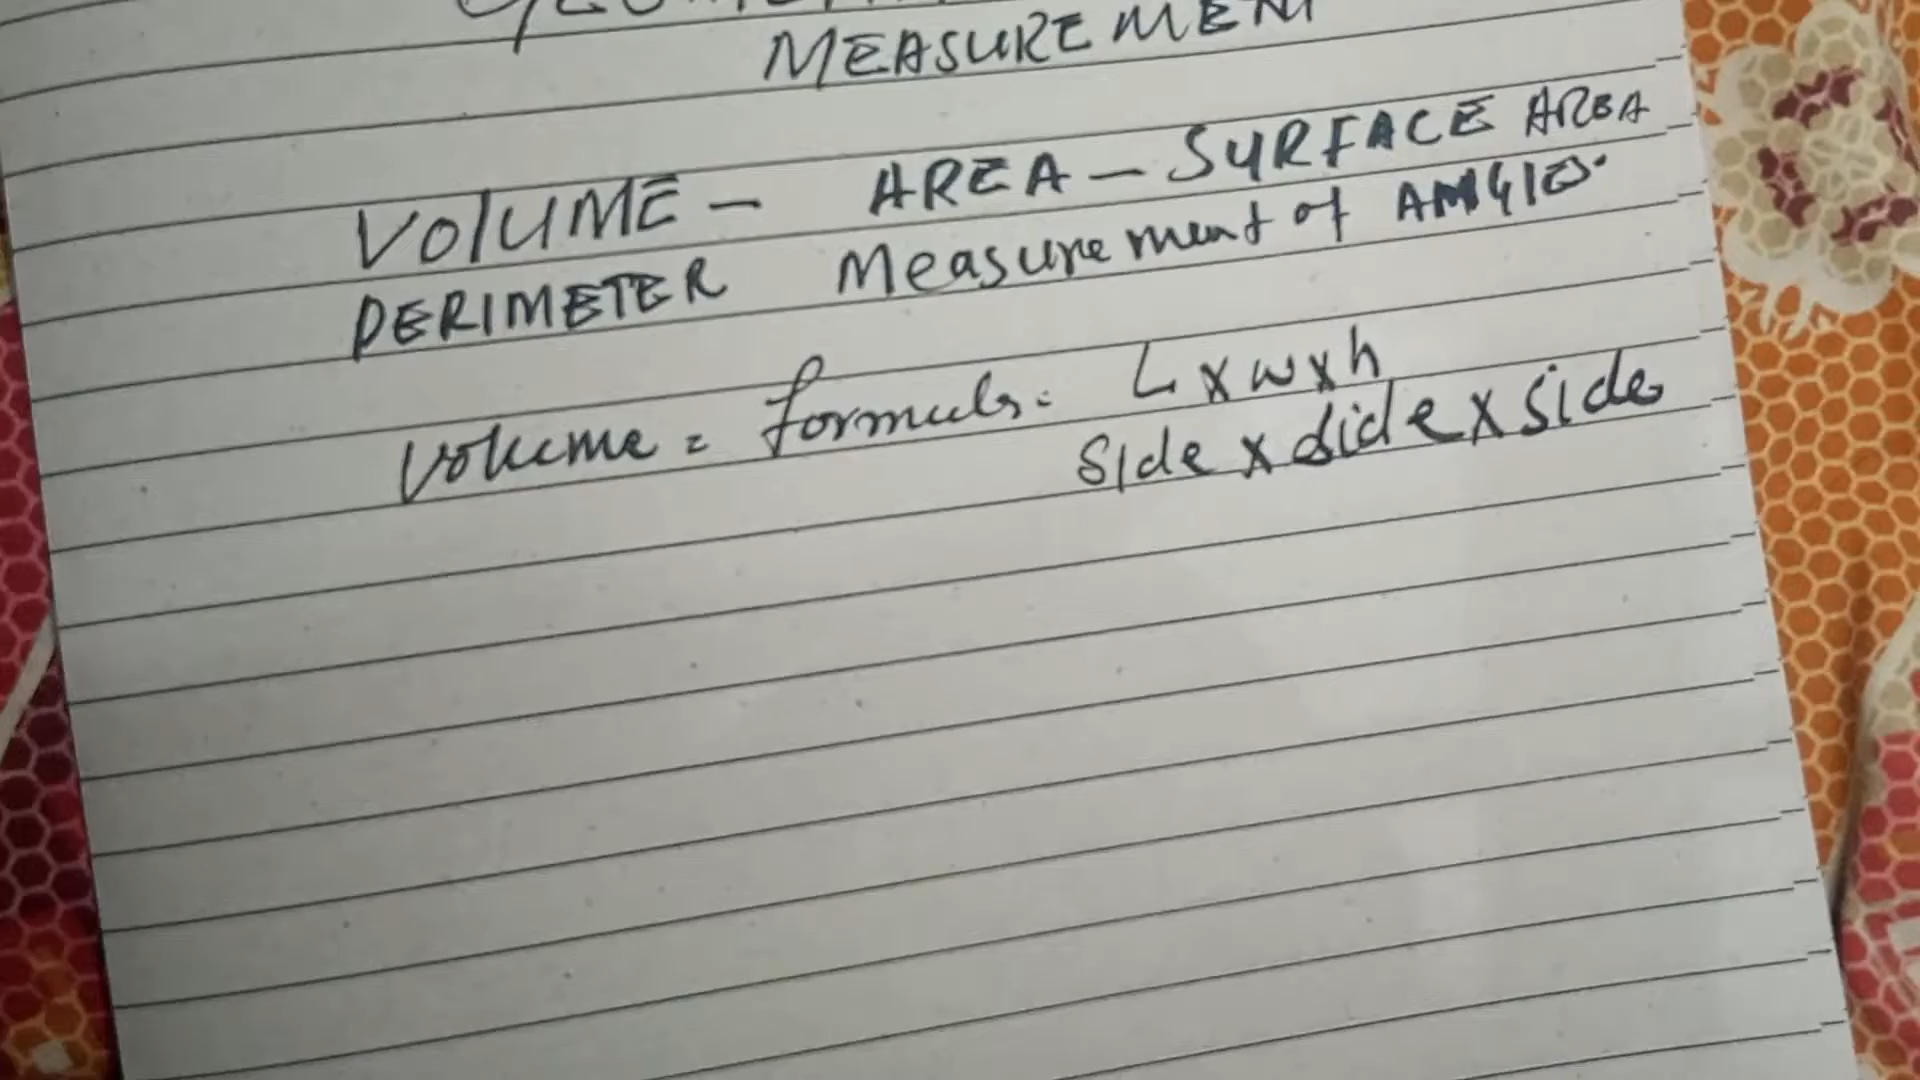 MEASUREMENT
VOLUME - AREA - SURFACE AREA
PERIMETER Measurement of ANGLES.
Volume = formula: L x w x h
Side x side x side